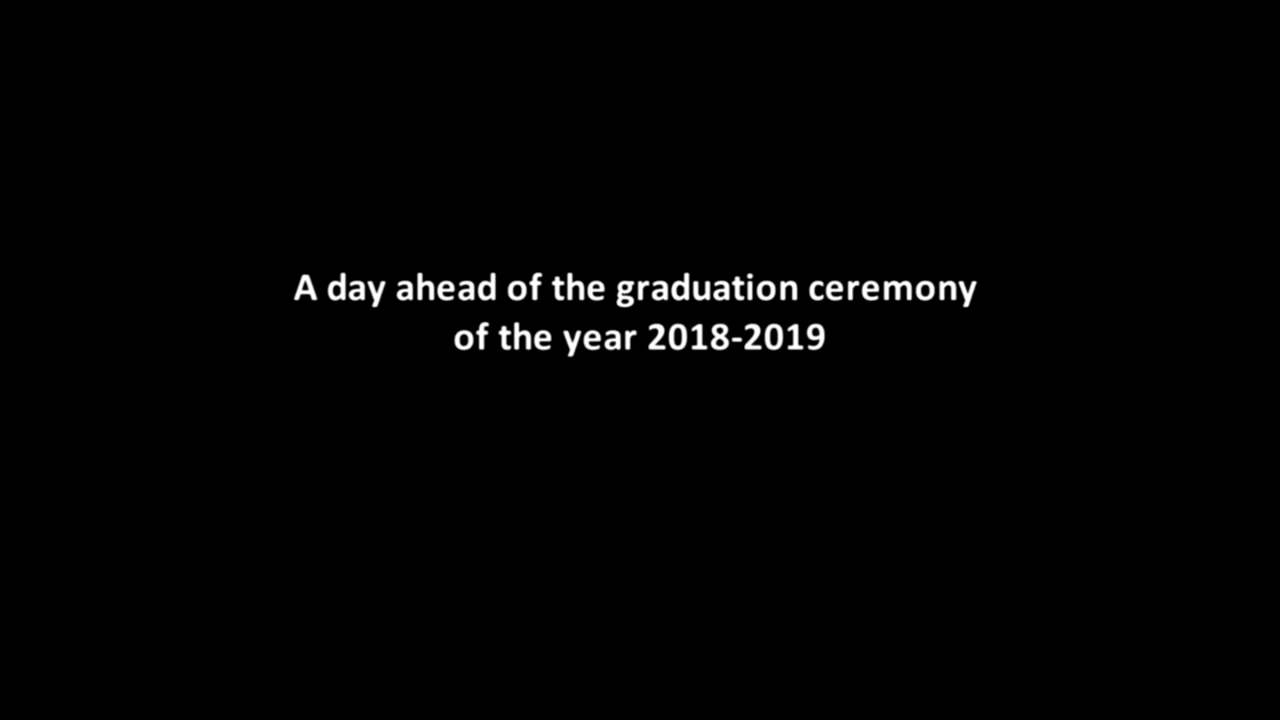 A day ahead of the graduation ceremony
of the year 2018-2019